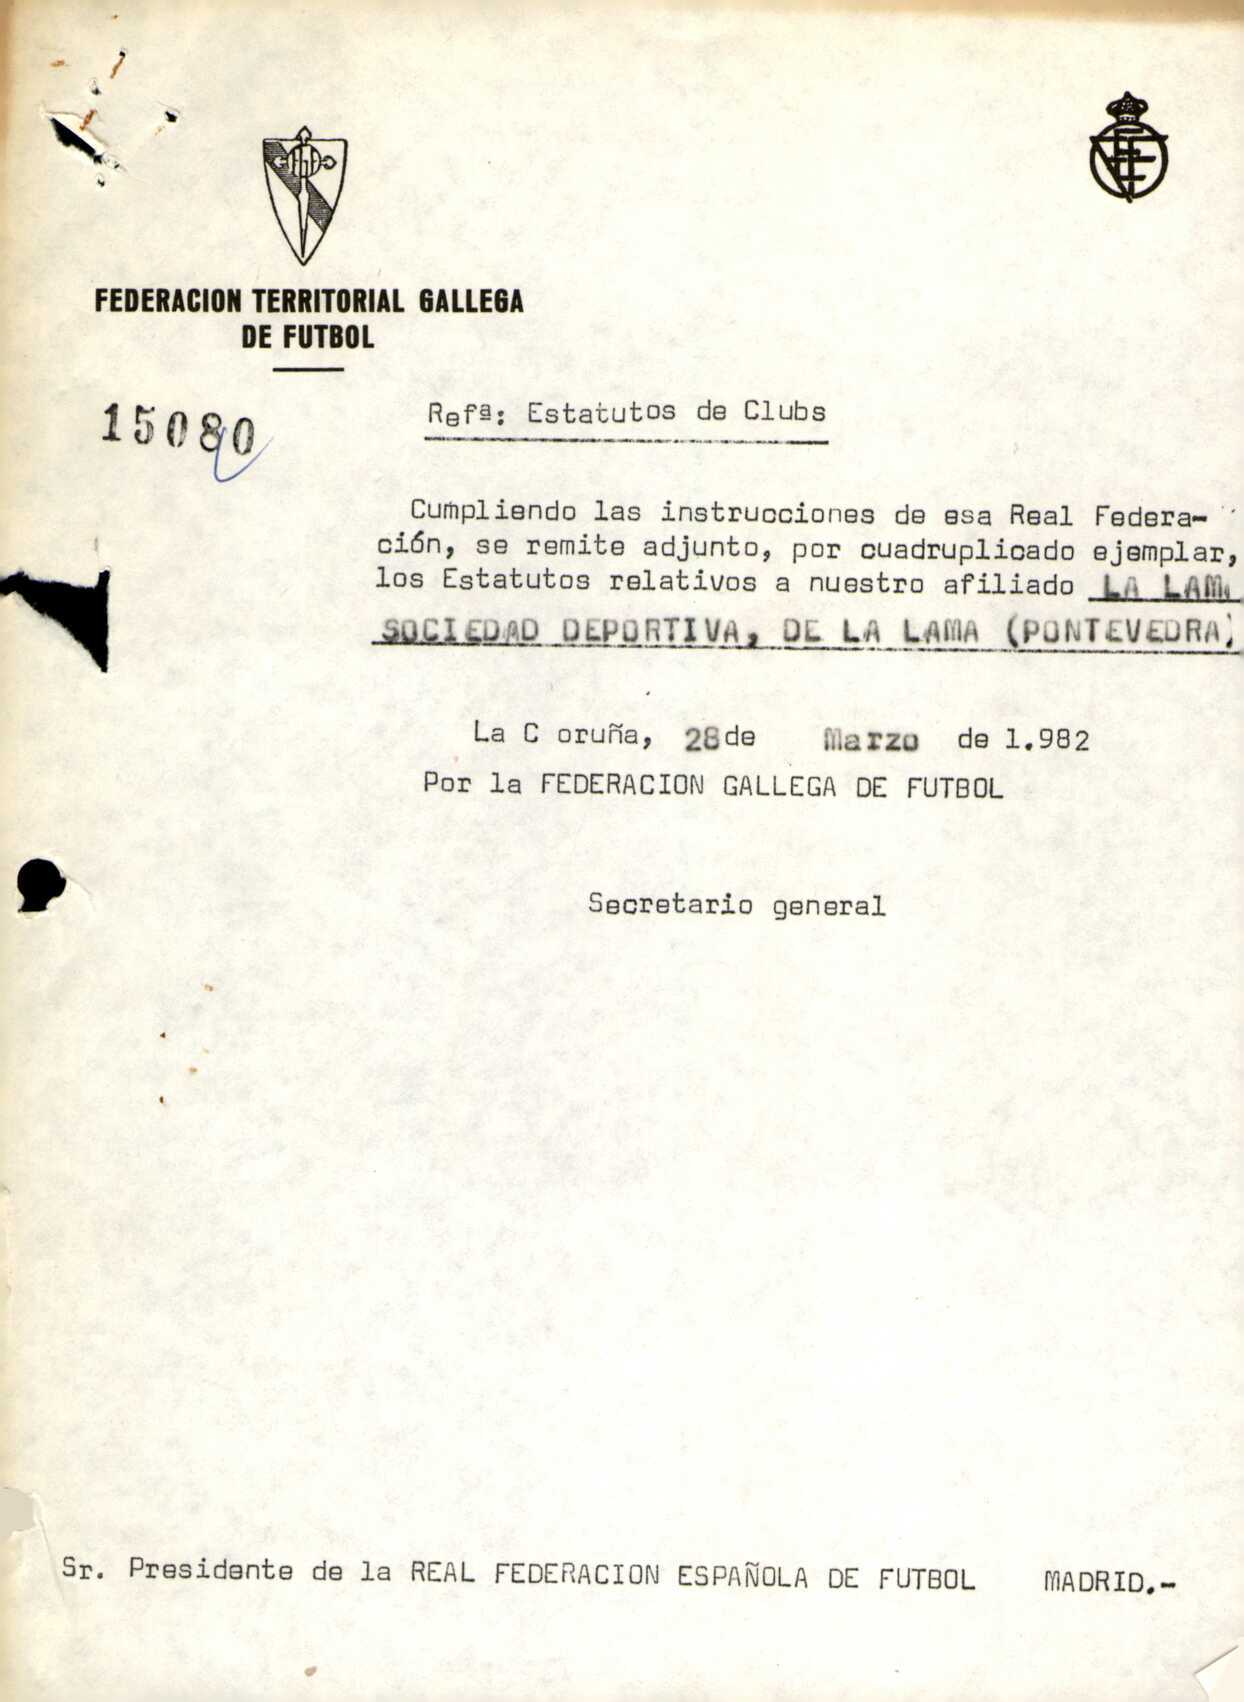 FEDERACION TERRITORIAL GALLEGA
DE FUTBOL
15080
Refª: Estatutos de Clubs
Cumpliendo las instrucciones de esa Real Federa-
ción, se remite adjunto, por cuadruplicado ejemplar,
los Estatutos relativos a nuestro afiliado LA LAM
SOCIEDAD DEPORTIVA, DE LA LAMA (PONTEVEDRA)
La C oruña, 28 de Marzo de 1.982
Por la FEDERACION GALLEGA DE FUTBOL
Secretario general
Sr. Presidente de la REAL FEDERACION ESPAÑOLA DE FUTBOL MADRID.-